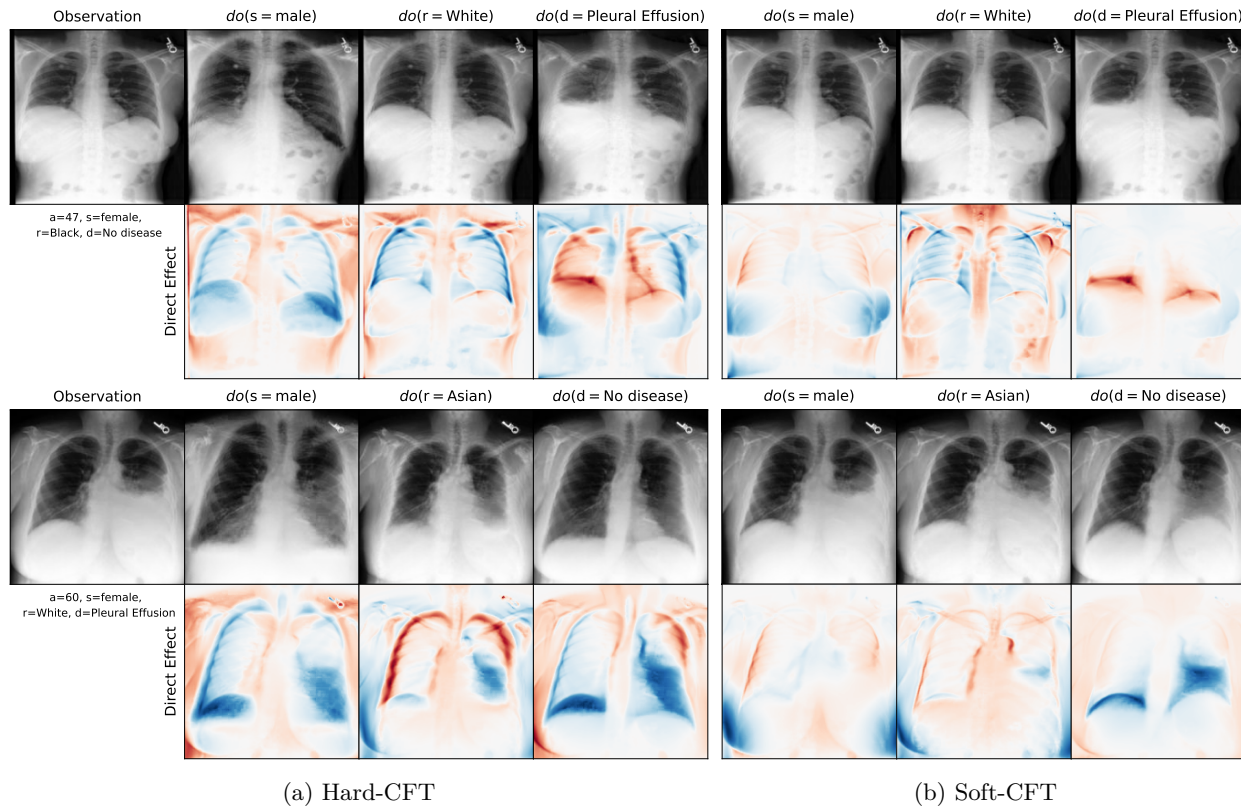 Observation
do(s = male)
do(r = White)
do(d = Pleural Effusion)
do(s = male)
do(r = White)
do(d = Pleural Effusion)
a=47, s=female,
r=Black, d=No disease
Direct Effect
Observation
do(s = male)
do(r = Asian)
do(d = No disease)
do(s = male)
do(r = Asian)
do(d = No disease)
a=60, s=female,
r=White, d=Pleural Effusion
Direct Effect
(a) Hard-CFT
(b) Soft-CFT